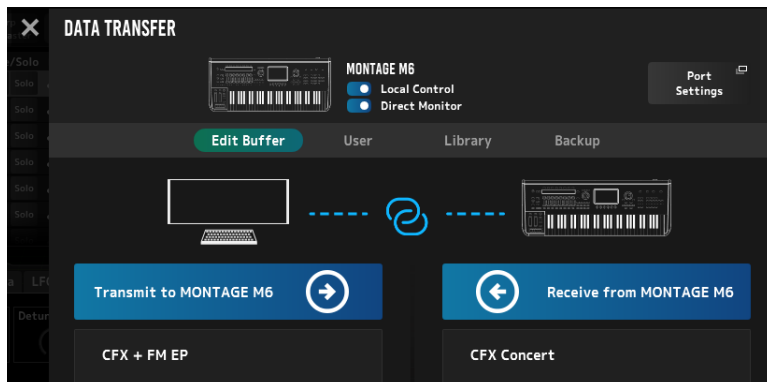 DATA TRANSFER
/Solo
Solo
Solo
Solo
Solo
Solo
Solo
MONTAGE M6
Local Control
Direct Monitor
Port
Settings
Edit Buffer User Library Backup
Transmit to MONTAGE M6
Receive from MONTAGE M6
CFX + FM EP
CFX Concert